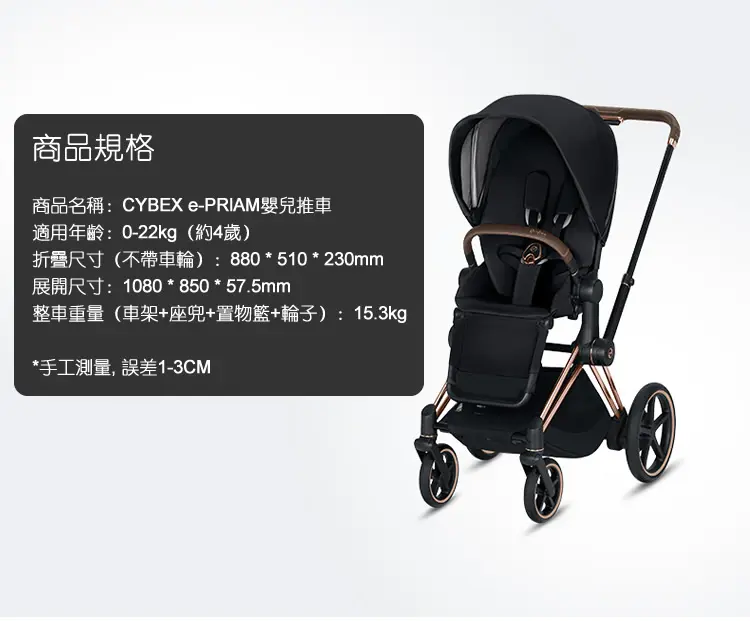 商品規格
商品名稱：CYBEX e-PRIAM嬰兒推車
適用年齡：0-22kg（約4歲）
折疊尺寸（不帶車輪）：880 * 510 * 230mm
展開尺寸：1080 * 850 * 57.5mm
整車重量（車架+座兜+置物籃+輪子）：15.3kg
*手工測量, 誤差1-3CM